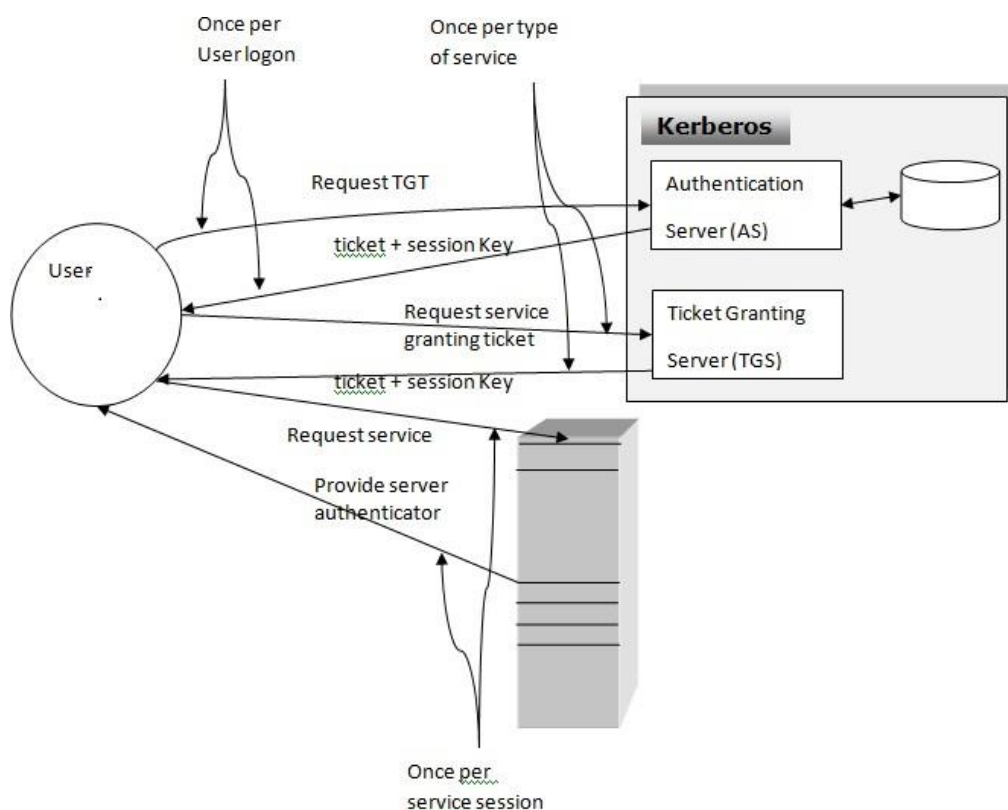 Once per
User logon
Once per type
of service
Kerberos
Request TGT
Authentication
Server (AS)
ticket + session Key
User
Request service
granting ticket
Ticket Granting
Server (TGS)
ticket + session Key
Request service
Provide server
authenticator
Once per
service session